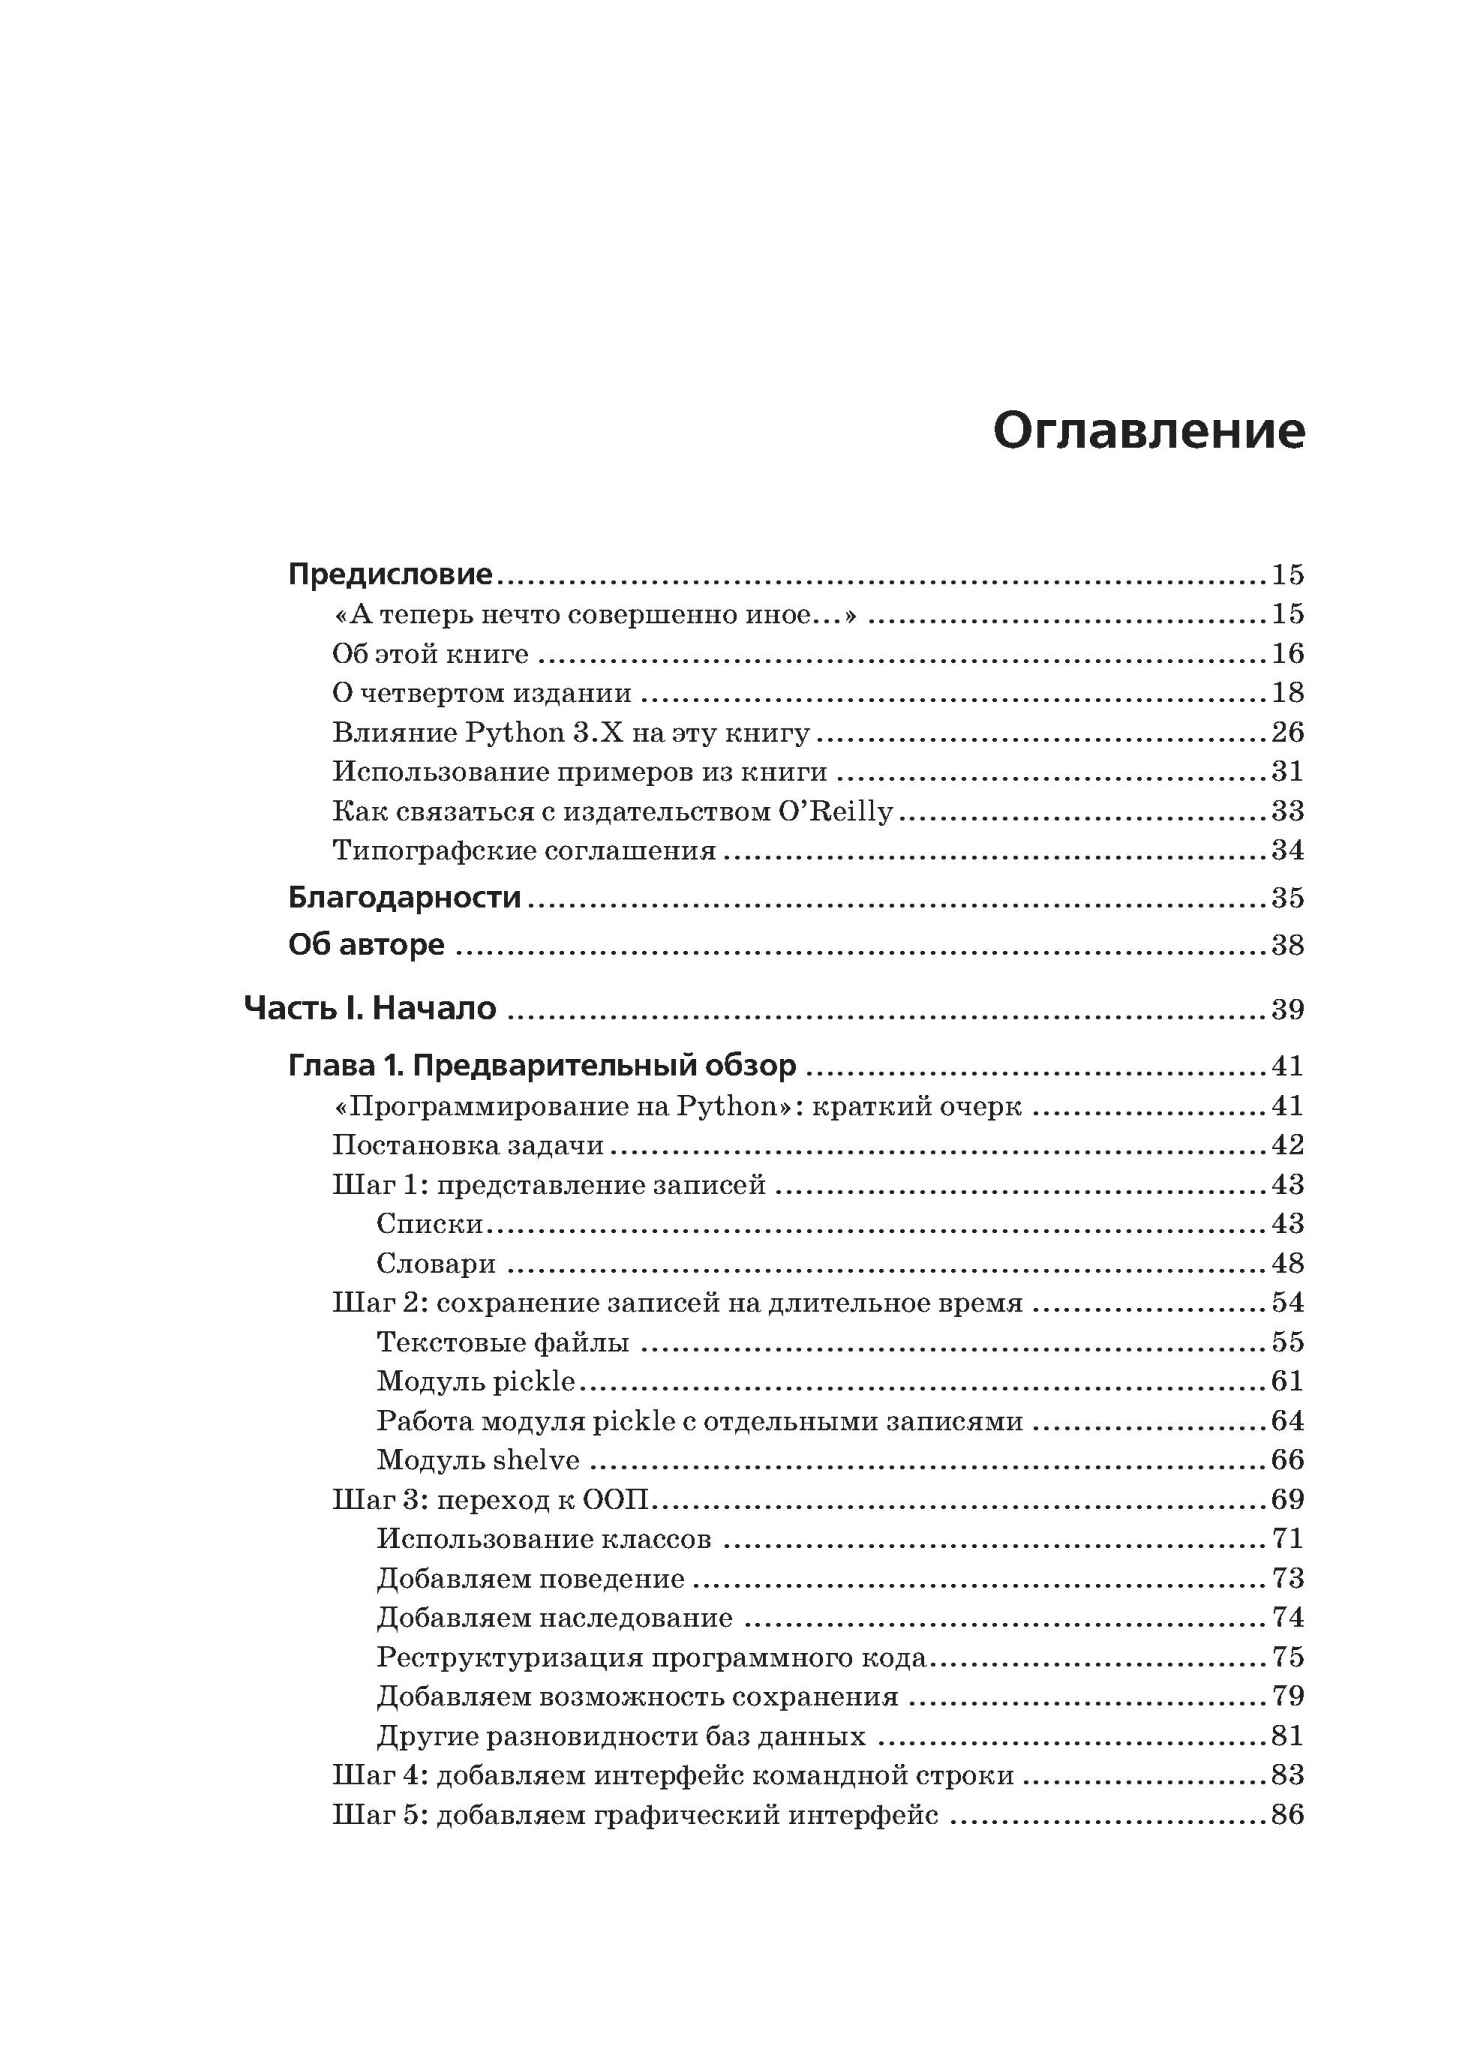 Оглавление
Предисловие 15
«А теперь нечто совершенно иное...» 15
Об этой книге 16
О четвертом издании 18
Влияние Python 3.X на эту книгу 26
Использование примеров из книги 31
Как связаться с издательством O’Reilly 33
Типографские соглашения 34
Благодарности 35
Об авторе 38
Часть I. Начало 39
Глава 1. Предварительный обзор 41
«Программирование на Python»: краткий очерк 41
Постановка задачи 42
Шаг 1: представление записей 43
Списки 43
Словари 48
Шаг 2: сохранение записей на длительное время 54
Текстовые файлы 55
Модуль pickle 61
Работа модуля pickle с отдельными записями 64
Модуль shelve 66
Шаг 3: переход к ООП 69
Использование классов 71
Добавляем поведение 73
Добавляем наследование 74
Реструктуризация программного кода 75
Добавляем возможность сохранения 79
Другие разновидности баз данных 81
Шаг 4: добавляем интерфейс командной строки 83
Шаг 5: добавляем графический интерфейс 86